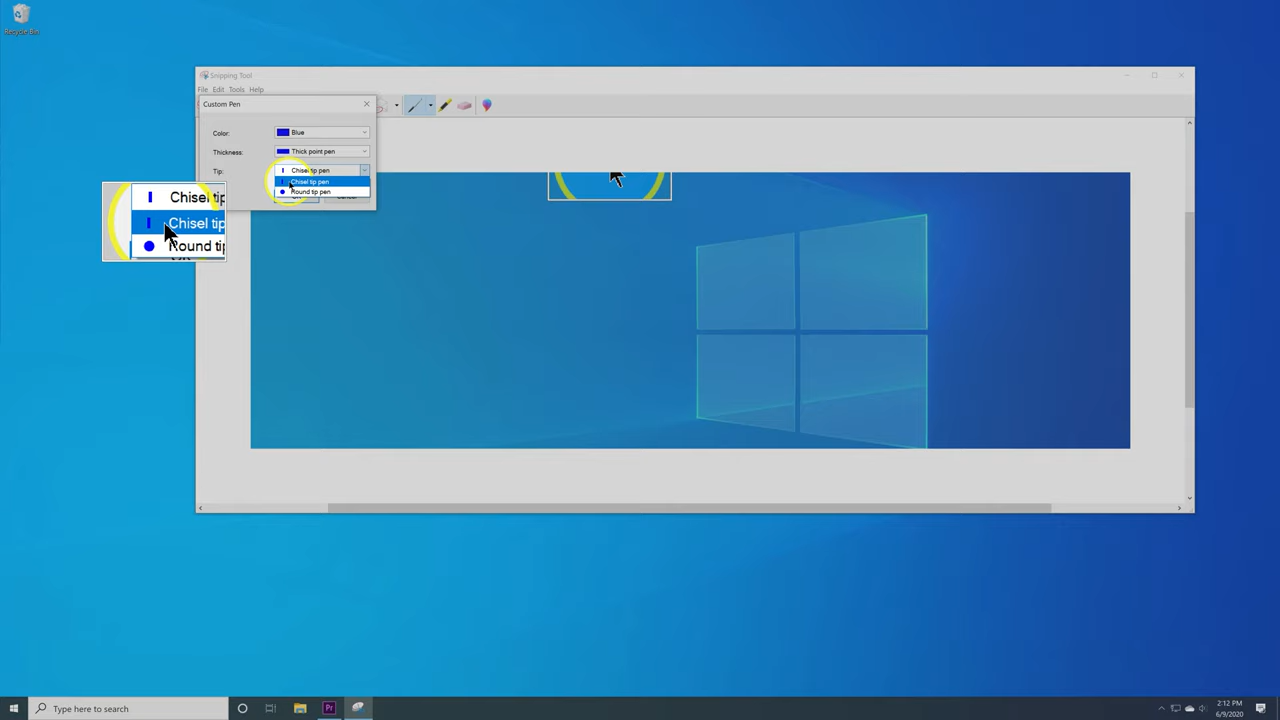 Recycle Bin
Snipping Tool
File Edit Tools Help
Custom Pen
Color: Blue
Thickness: Thick point pen
Tip: Chisel tip pen
Chisel tip pen
Round tip pen
Chisel tip
Chisel tip
Round tip
Type here to search
Pr
2:12 PM
6/9/2020